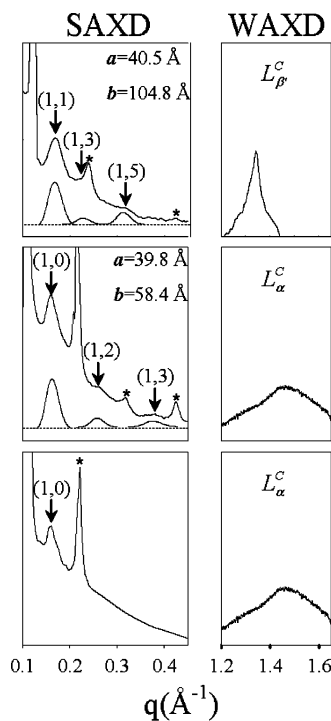 SAXD WAXD
a=40.5 Å
b=104.8 Å
(1,1)
(1,3)
*
(1,5)
*
L^C_β'
a=39.8 Å
b=58.4 Å
(1,0)
(1,2)
*
(1,3)
*
L^C_α
(1,0)
*
L^C_α
0.1 0.2 0.3 0.4 1.2 1.4 1.6
q(Å⁻¹)